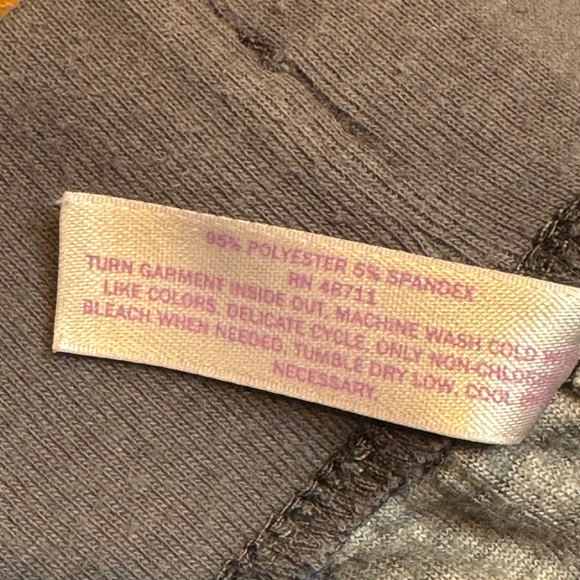 95% POLYESTER 5% SPANDEX
RN 48711
TURN GARMENT INSIDE OUT. MACHINE WASH COLD
LIKE COLORS. DELICATE CYCLE. ONLY NON-CHLOR
BLEACH WHEN NEEDED. TUMBLE DRY LOW. COOL
NECESSARY.